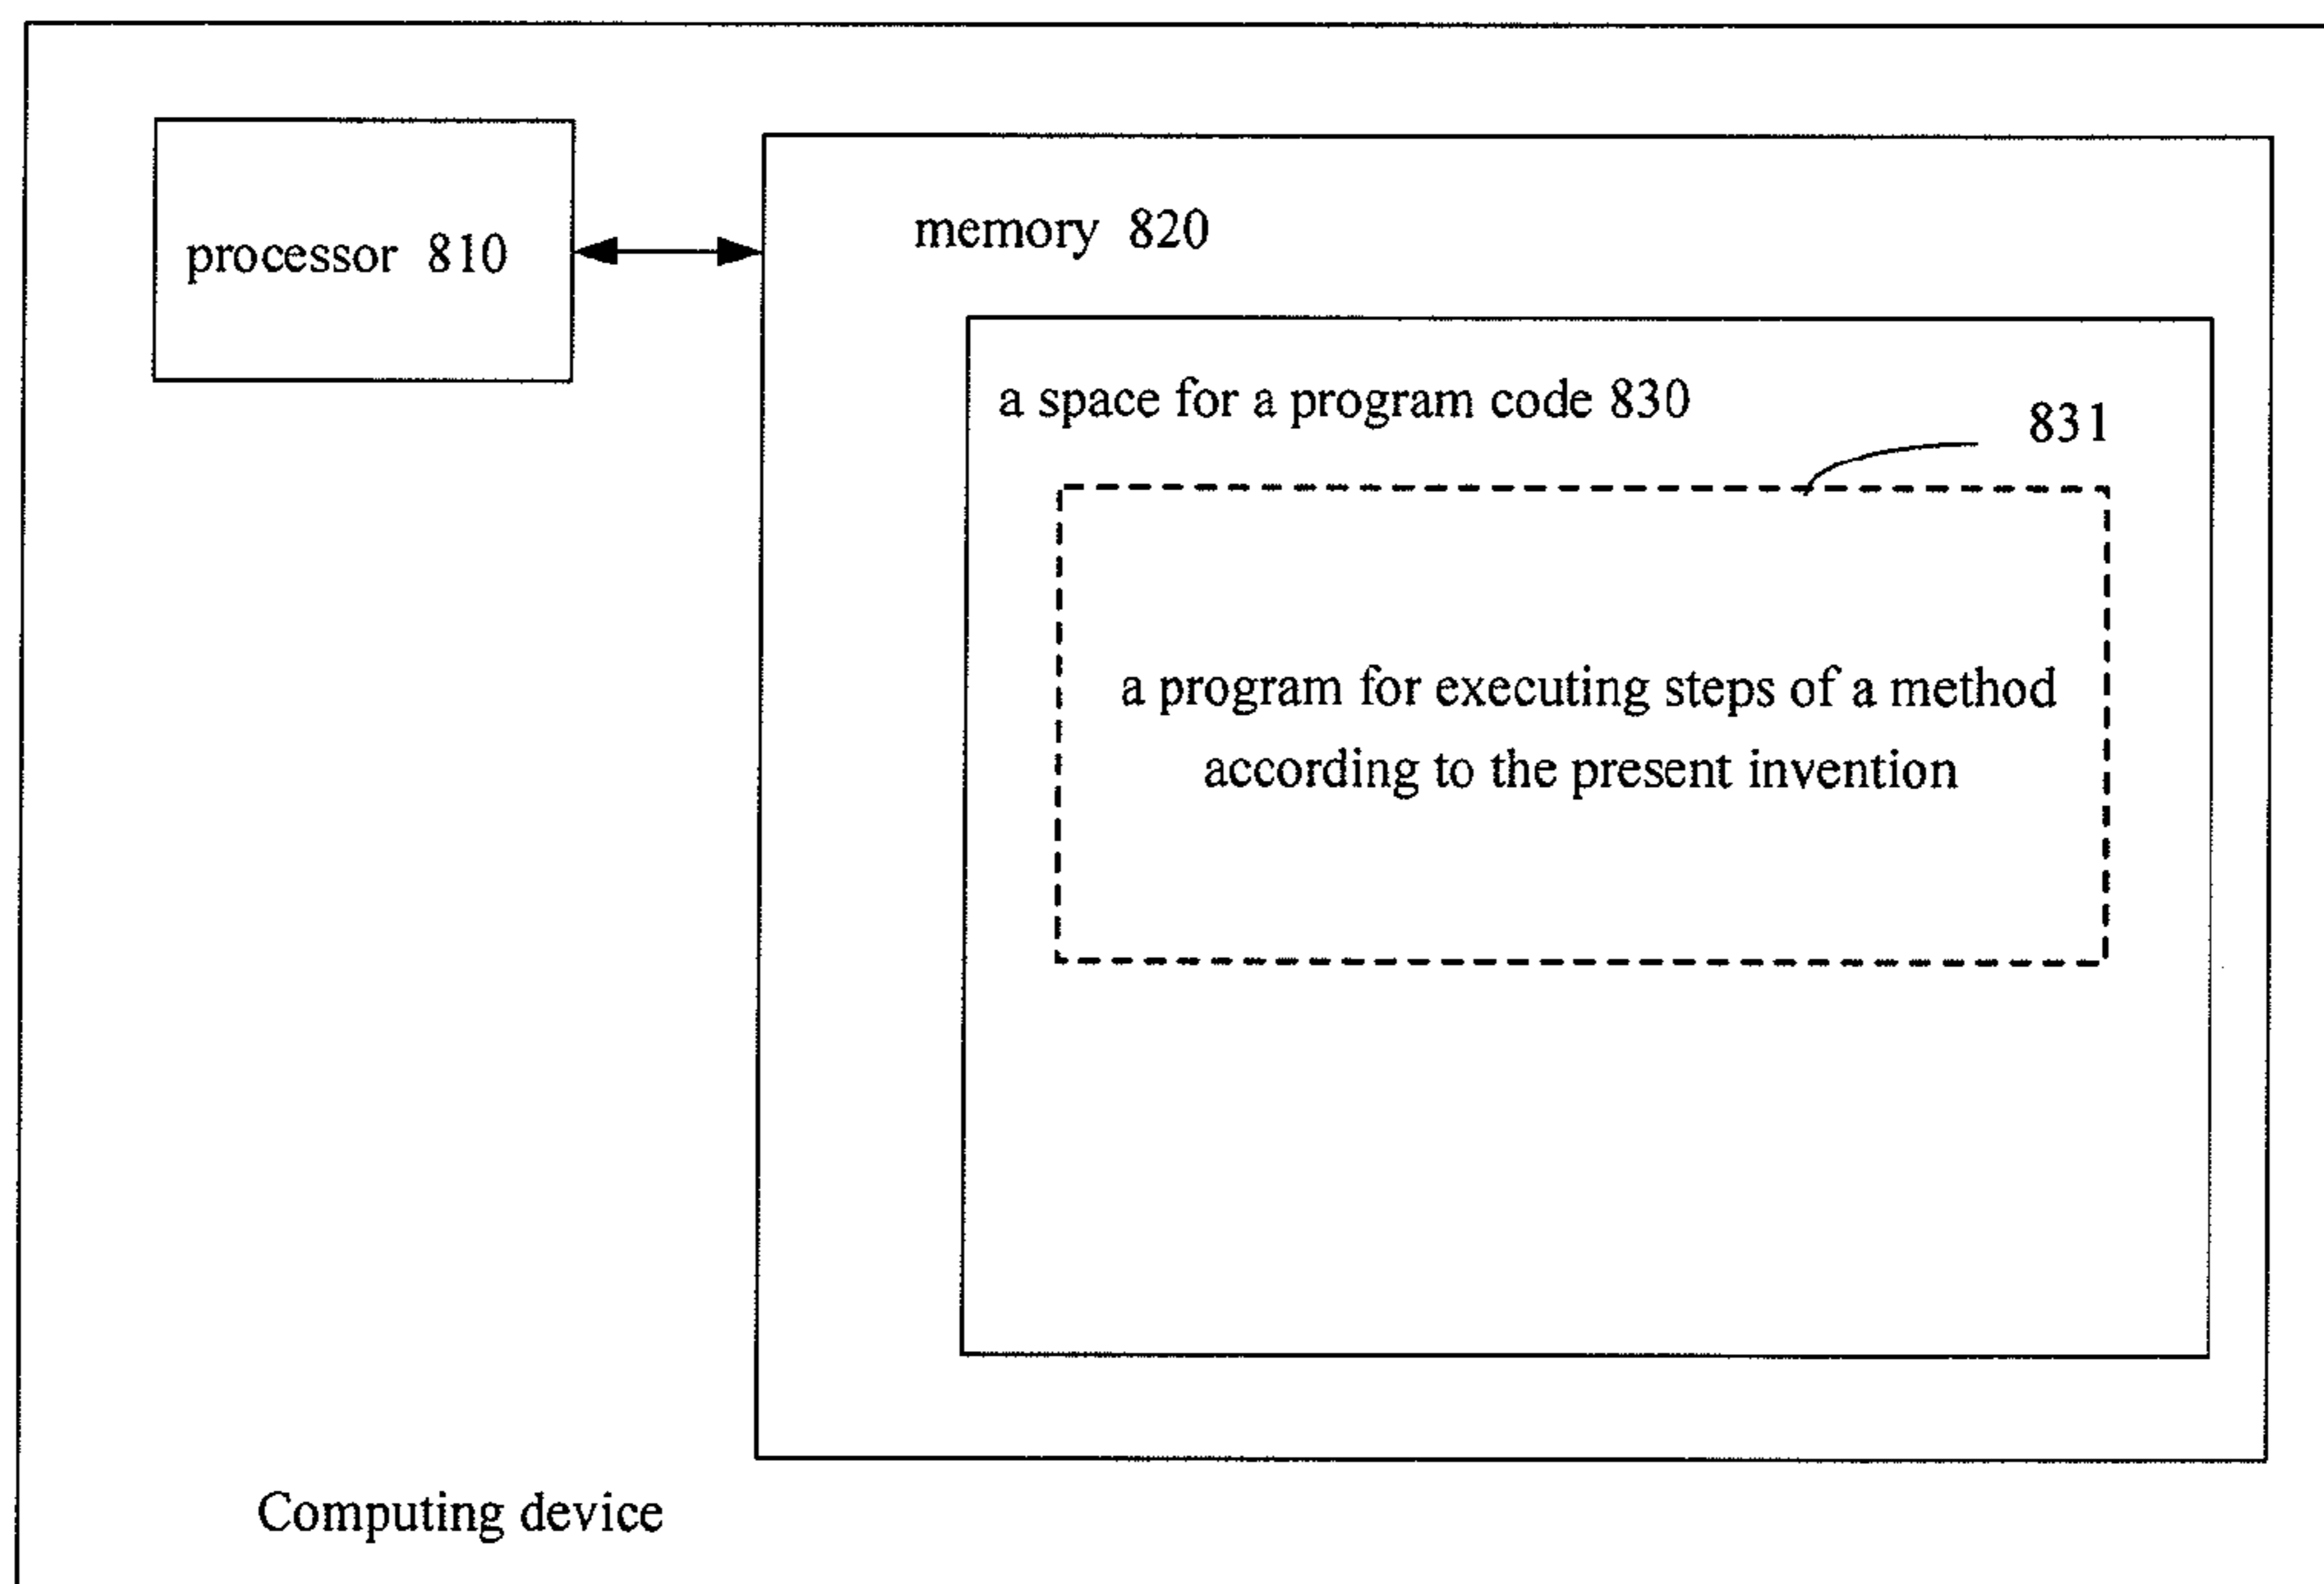 processor 810
memory 820
a space for a program code 830
831
a program for executing steps of a method
according to the present invention
Computing device